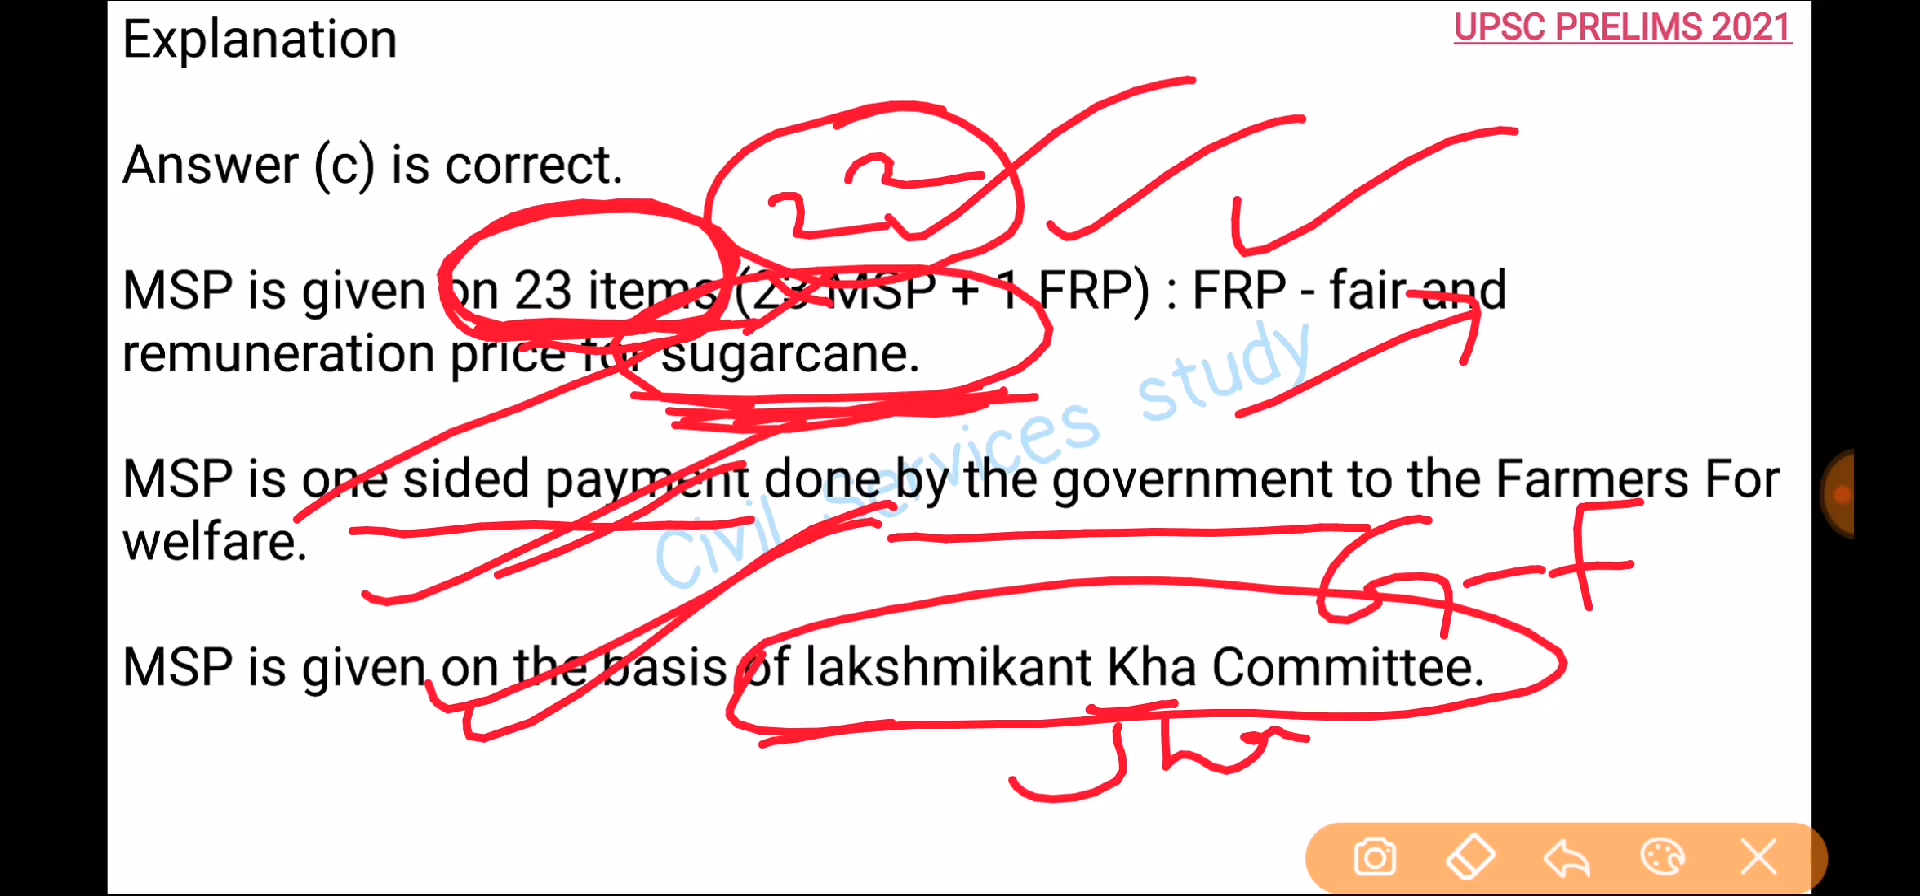 Explanation
UPSC PRELIMS 2021
Answer (c) is correct.
22
MSP is given on 23 items (23 MSP + 1 FRP) : FRP - fair and
remuneration price for sugarcane.
MSP is one sided payment done by the government to the Farmers For
welfare.
G-F
MSP is given on the basis of lakshmikant Kha Committee.
Jha
Civil Services study